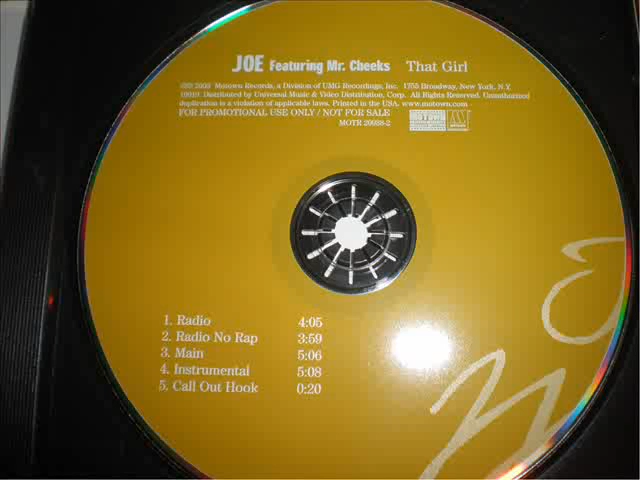 JOE Featuring Mr. Cheeks That Girl
℗© 2003 Motown Records, a Division of UMG Recordings, Inc. 1755 Broadway, New York, N.Y.
10019. Distributed by Universal Music & Video Distribution, Corp. All Rights Reserved. Unauthorized
duplication is a violation of applicable laws. Printed in the USA. www.motown.com
FOR PROMOTIONAL USE ONLY / NOT FOR SALE
1. Radio 4:05
2. Radio No Rap 3:59
3. Main 5:06
4. Instrumental 5:08
5. Call Out Hook 0:20